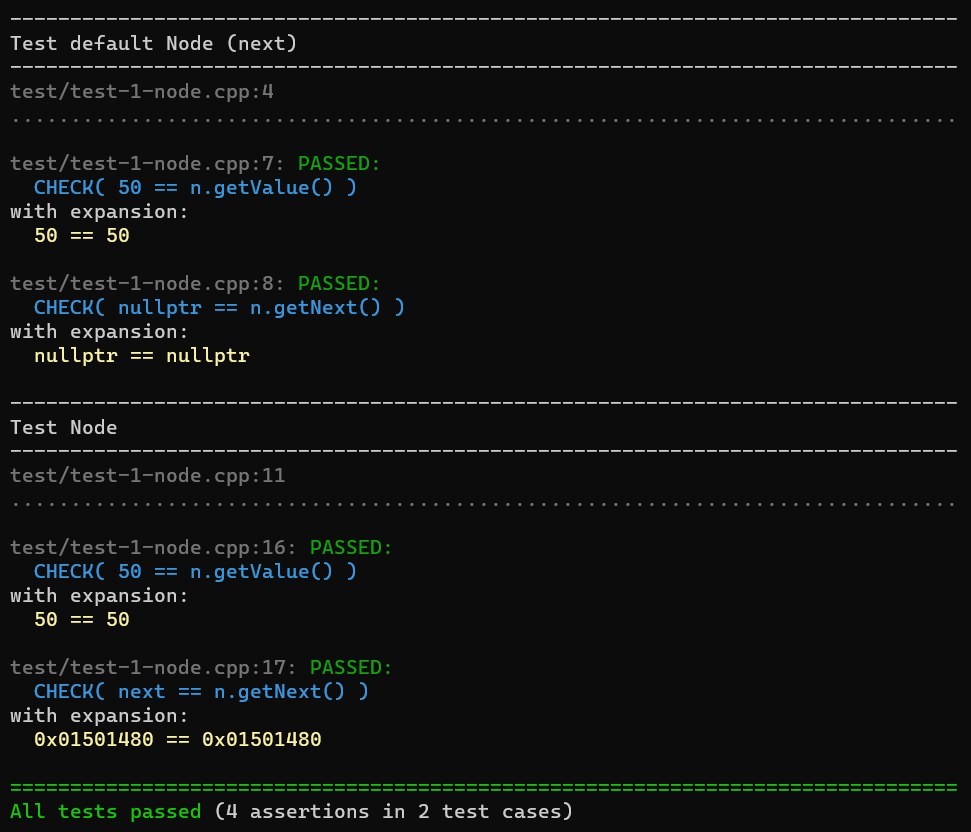 -------------------------------------------------------------------------------
Test default Node (next)
-------------------------------------------------------------------------------
test/test-1-node.cpp:4
...............................................................................
test/test-1-node.cpp:7: PASSED:
  CHECK( 50 == n.getValue() )
with expansion:
  50 == 50
test/test-1-node.cpp:8: PASSED:
  CHECK( nullptr == n.getNext() )
with expansion:
  nullptr == nullptr
-------------------------------------------------------------------------------
Test Node
-------------------------------------------------------------------------------
test/test-1-node.cpp:11
...............................................................................
test/test-1-node.cpp:16: PASSED:
  CHECK( 50 == n.getValue() )
with expansion:
  50 == 50
test/test-1-node.cpp:17: PASSED:
  CHECK( next == n.getNext() )
with expansion:
  0x01501480 == 0x01501480
===============================================================================
All tests passed (4 assertions in 2 test cases)